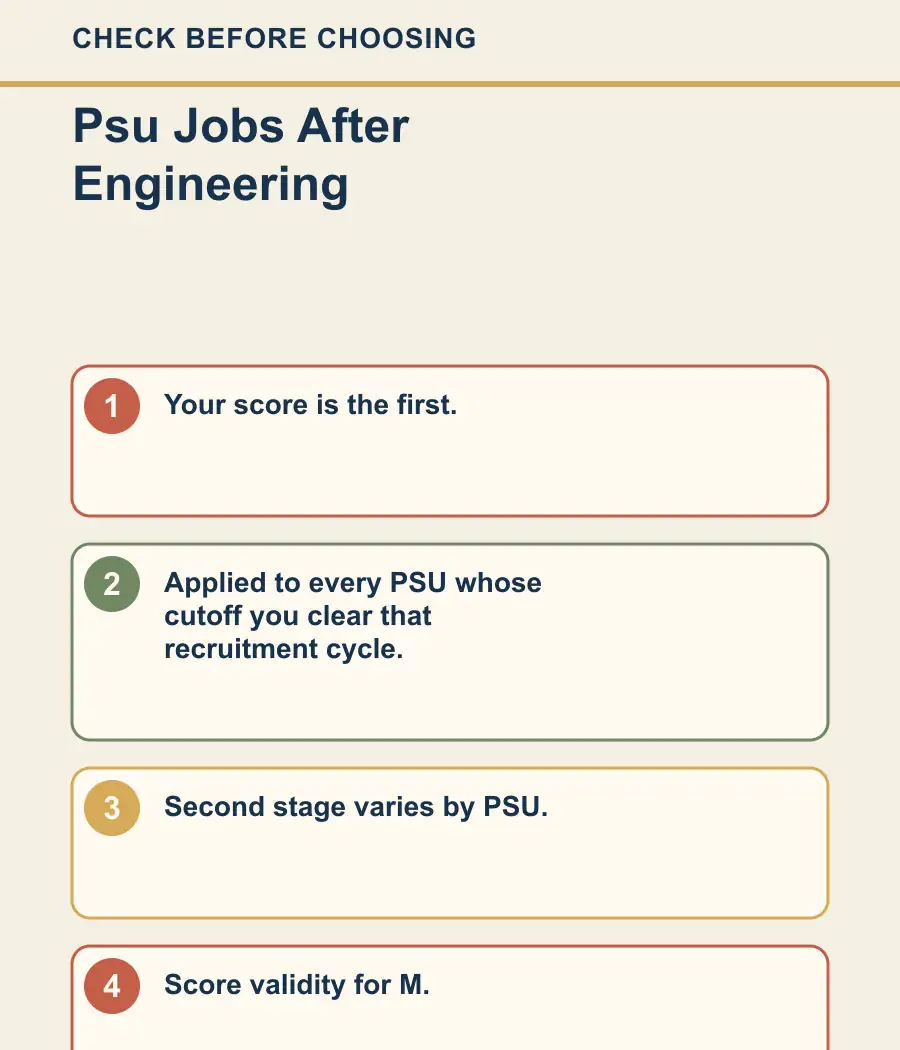 CHECK BEFORE CHOOSING
Psu Jobs After
Engineering
1
Your score is the first.
2
Applied to every PSU whose
cutoff you clear that
recruitment cycle.
3
Second stage varies by PSU.
4
Score validity for M.